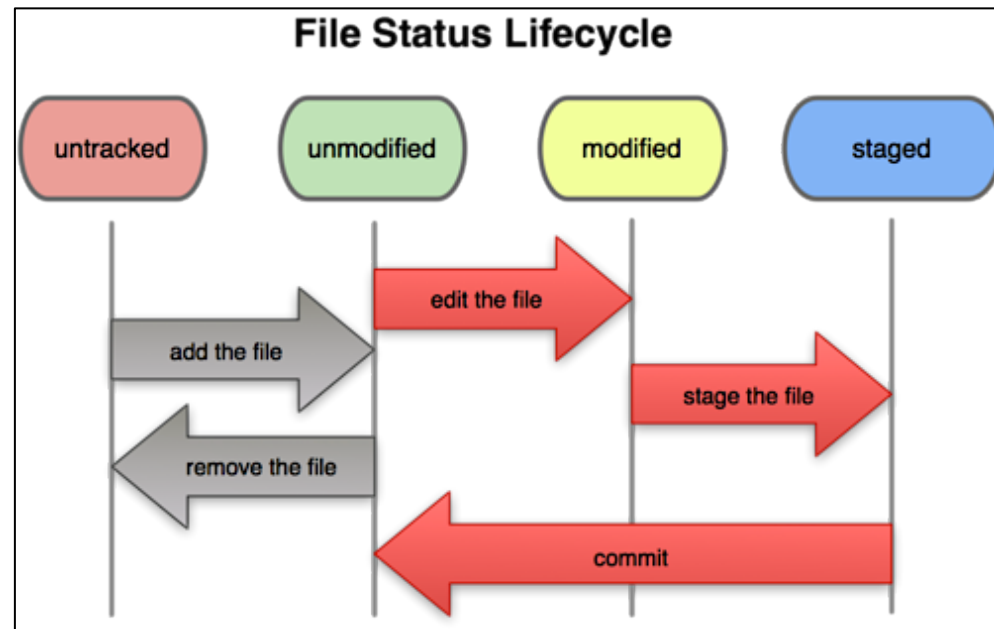 File Status Lifecycle
untracked
unmodified
modified
staged
edit the file
add the file
stage the file
remove the file
commit